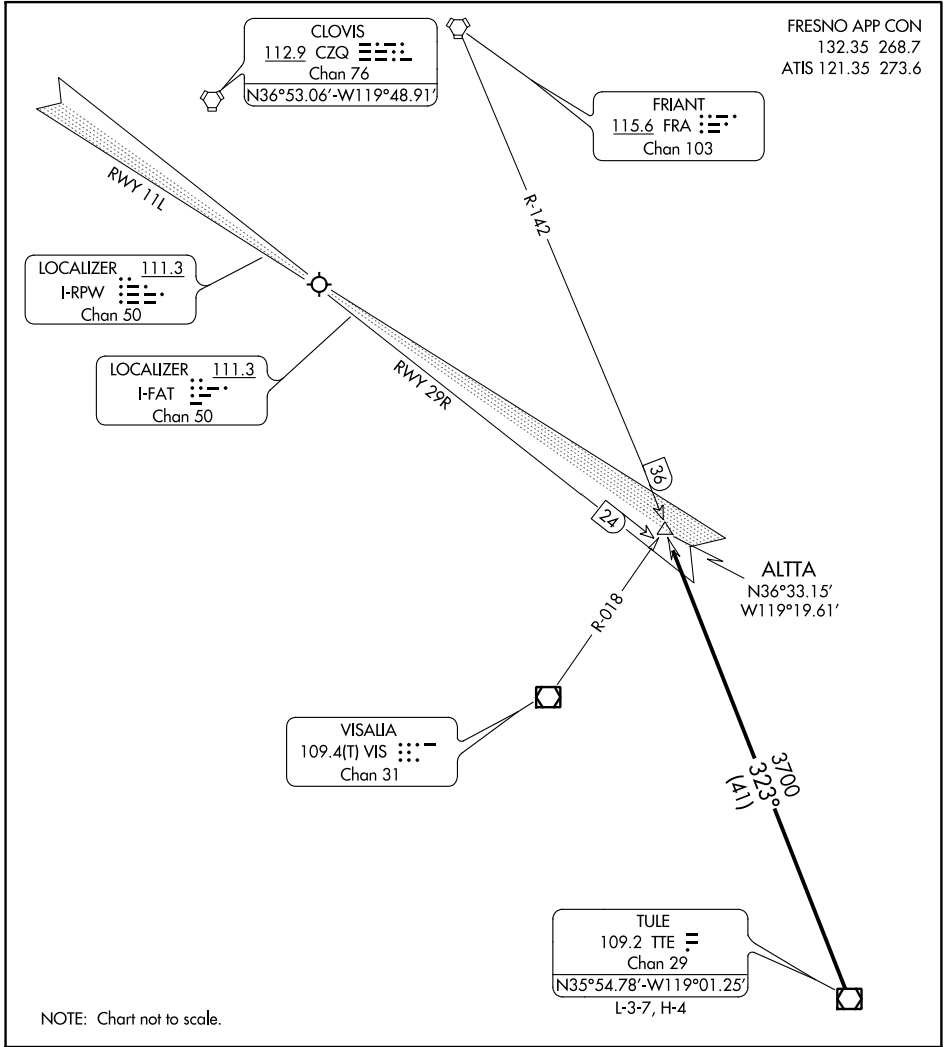 FRESNO APP CON
132.35 268.7
ATIS 121.35 273.6
CLOVIS
112.9 CZQ
Chan 76
N36°53.06'-W119°48.91'
FRIANT
115.6 FRA
Chan 103
RWY 11L
R-142
LOCALIZER 111.3
I-RPW
Chan 50
LOCALIZER 111.3
I-FAT
Chan 50
RWY 29R
36
24
ALTTA
N36°33.15'
W119°19.61'
R-018
VISALIA
109.4(T) VIS
Chan 31
3700
323°
(41)
TULE
109.2 TTE
Chan 29
N35°54.78'-W119°01.25'
L-3-7, H-4
NOTE: Chart not to scale.